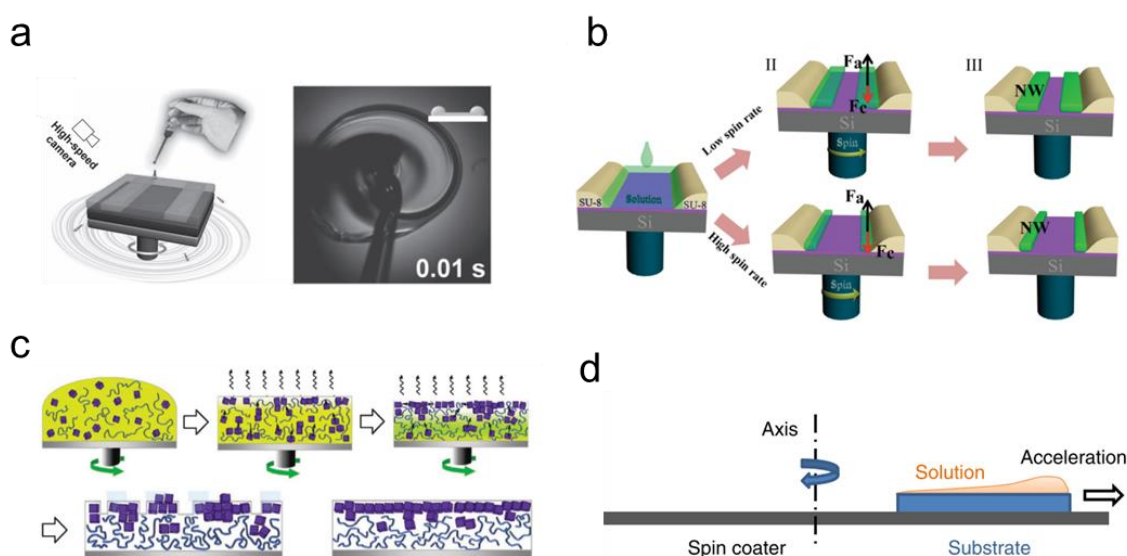 a
High-speed
camera
0.01 s
b
Solution
SU-8
SU-8
Si
Low spin rate
High spin rate
II
Fa
Fc
Si
Spin
III
NW
Si
Fa
Fc
Si
Spin
NW
Si
c
d
Axis
Solution
Acceleration
Spin coater
Substrate